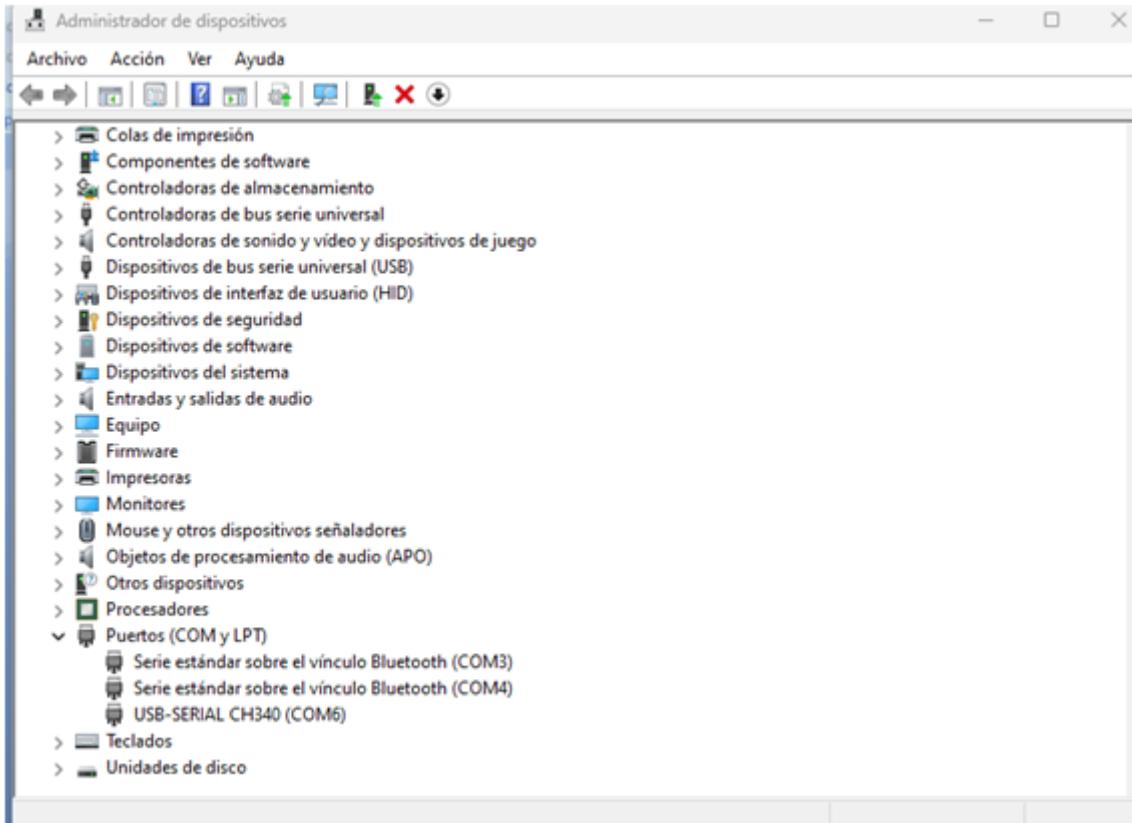 Administrador de dispositivos
Archivo Acción Ver Ayuda
Colas de impresión
Componentes de software
Controladoras de almacenamiento
Controladoras de bus serie universal
Controladoras de sonido y vídeo y dispositivos de juego
Dispositivos de bus serie universal (USB)
Dispositivos de interfaz de usuario (HID)
Dispositivos de seguridad
Dispositivos de software
Dispositivos del sistema
Entradas y salidas de audio
Equipo
Firmware
Impresoras
Monitores
Mouse y otros dispositivos señaladores
Objetos de procesamiento de audio (APO)
Otros dispositivos
Procesadores
Puertos (COM y LPT)
Serie estándar sobre el vínculo Bluetooth (COM3)
Serie estándar sobre el vínculo Bluetooth (COM4)
USB-SERIAL CH340 (COM6)
Teclados
Unidades de disco